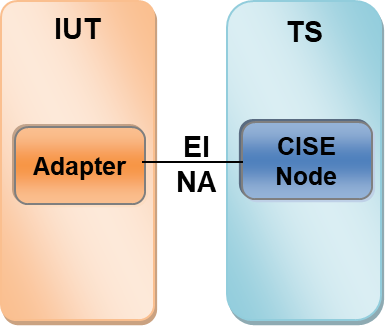 IUT
TS
Adapter
EI
NA
CISE
Node